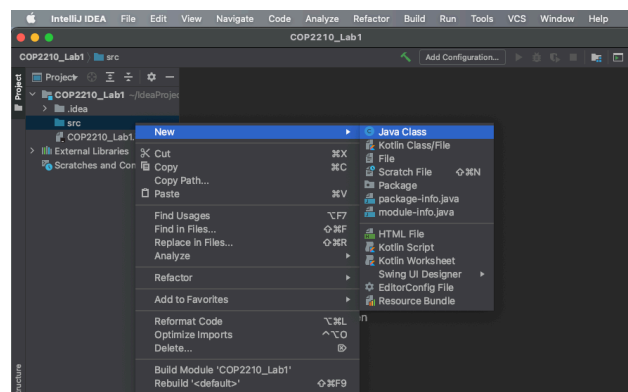 IntelliJ IDEA File Edit View Navigate Code Analyze Refactor Build Run Tools VCS Window Help
COP2210_Lab1
COP2210_Lab1 src Add Configuration...
Project Project
COP2210_Lab1 ~/IdeaProjec
.idea
src
COP2210_Lab1.
External Libraries
Scratches and Con
New
Cut ⌘X
Copy ⌘C
Copy Path...
Paste ⌘V
Find Usages ⌥F7
Find in Files... ⇧⌘F
Replace in Files... ⇧⌘R
Analyze
Refactor
Add to Favorites
Reformat Code ⌥⌘L
Optimize Imports ^⌥O
Delete... ⌦
Build Module 'COP2210_Lab1'
Rebuild '<default>' ⇧⌘F9
Java Class
Kotlin Class/File
File
Scratch File ⇧⌘N
Package
package-info.java
module-info.java
HTML File
Kotlin Script
Kotlin Worksheet
Swing UI Designer
EditorConfig File
Resource Bundle
en
ructure